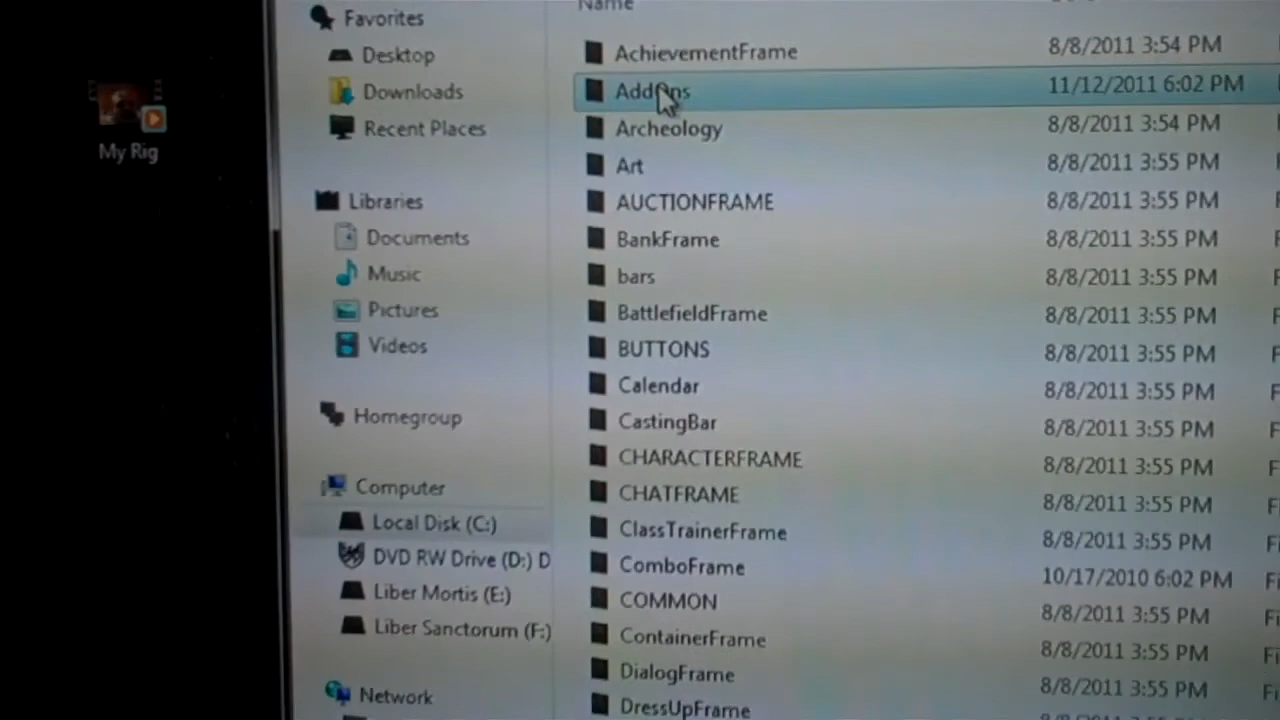 Name
Favorites
Desktop
Downloads
Recent Places
Libraries
Documents
Music
Pictures
Videos
Homegroup
Computer
Local Disk (C:)
DVD RW Drive (D:) D
Liber Mortis (E:)
Liber Sanctorum (F:)
Network
My Rig
AchievementFrame 8/8/2011 3:54 PM
AddOns 11/12/2011 6:02 PM
Archeology 8/8/2011 3:54 PM
Art 8/8/2011 3:55 PM
AUCTIONFRAME 8/8/2011 3:55 PM
BankFrame 8/8/2011 3:55 PM
bars 8/8/2011 3:55 PM
BattlefieldFrame 8/8/2011 3:55 PM
BUTTONS 8/8/2011 3:55 PM
Calendar 8/8/2011 3:55 PM
CastingBar 8/8/2011 3:55 PM
CHARACTERFRAME 8/8/2011 3:55 PM
CHATFRAME 8/8/2011 3:55 PM
ClassTrainerFrame 8/8/2011 3:55 PM
ComboFrame 10/17/2010 6:02 PM
COMMON 8/8/2011 3:55 PM
ContainerFrame 8/8/2011 3:55 PM
DialogFrame 8/8/2011 3:55 PM
DressUpFrame